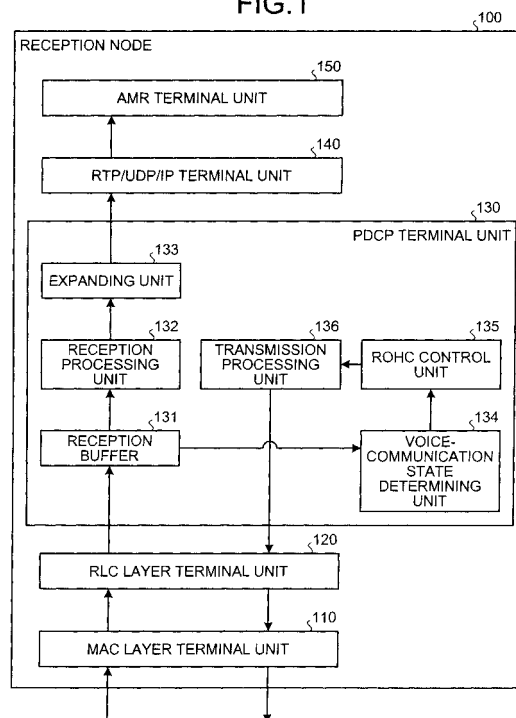 FIG.1
100
RECEPTION NODE
150
AMR TERMINAL UNIT
140
RTP/UDP/IP TERMINAL UNIT
130
PDCP TERMINAL UNIT
133
EXPANDING UNIT
132
RECEPTION
PROCESSING
UNIT
136
TRANSMISSION
PROCESSING
UNIT
135
ROHC CONTROL
UNIT
131
RECEPTION
BUFFER
134
VOICE-
COMMUNICATION
STATE
DETERMINING
UNIT
120
RLC LAYER TERMINAL UNIT
110
MAC LAYER TERMINAL UNIT